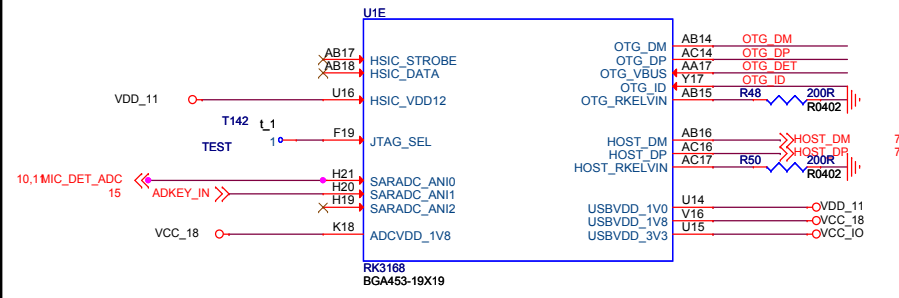 U1E
AB17 HSIC_STROBE
AB18 HSIC_DATA
VDD_11 U16 HSIC_VDD12
T142 t_1
TEST 1 F19 JTAG_SEL
10,11 MIC_DET_ADC H21 SARADC_ANI0
15 ADKEY_IN H20 SARADC_ANI1
H19 SARADC_ANI2
VCC_18 K18 ADCVDD_1V8
OTG_DM AB14 OTG_DM
OTG_DP AC14 OTG_DP
OTG_VBUS AA17 OTG_DET
OTG_ID Y17 OTG_ID
OTG_RKELVIN AB15 R48 200R
R0402
HOST_DM AB16 HOST_DM 7
HOST_DP AC16 HOST_DP 7
HOST_RKELVIN AC17 R50 200R
R0402
USBVDD_1V0 U14 VDD_11
USBVDD_1V8 V16 VCC_18
USBVDD_3V3 U15 VCC_IO
RK3168
BGA453-19X19